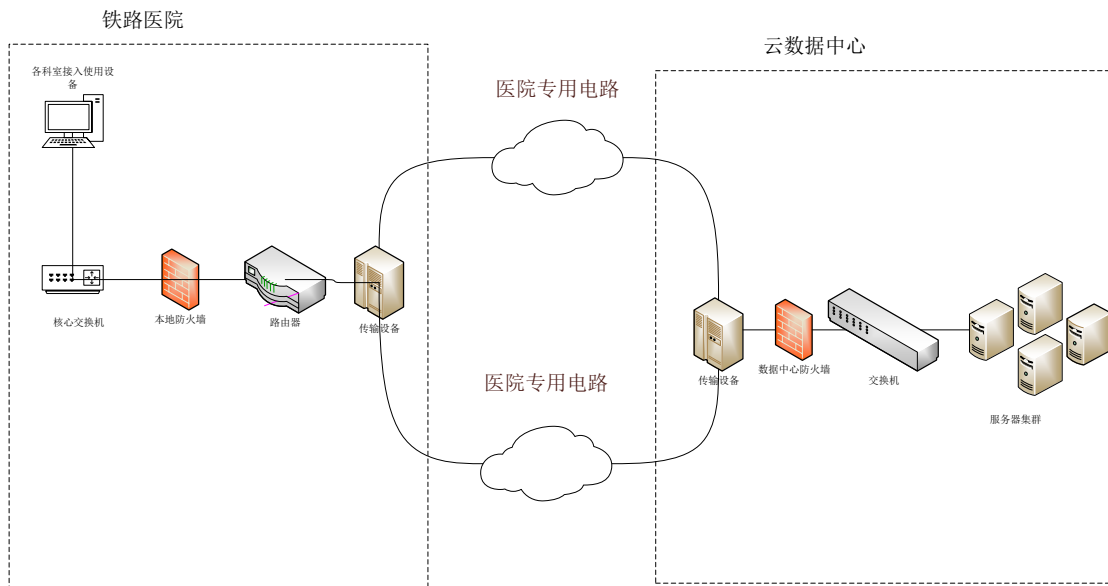 铁路医院
云数据中心
各科室接入使用设
备
医院专用电路
核心交换机
本地防火墙
路由器
传输设备
医院专用电路
传输设备
数据中心防火墙
交换机
服务器集群